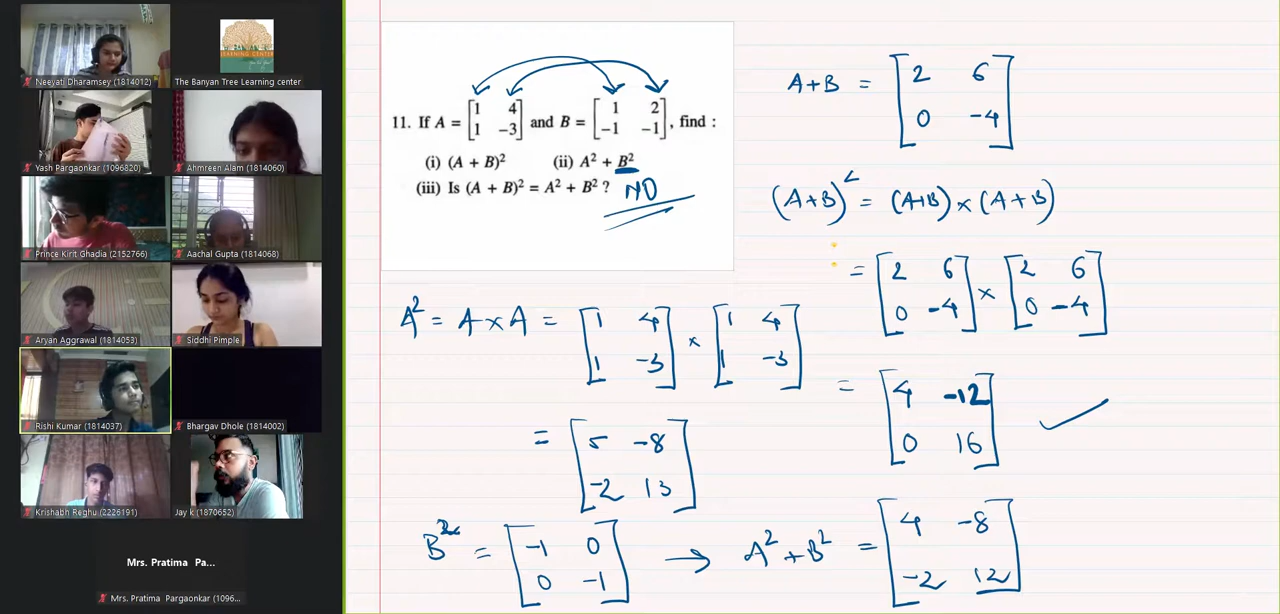 Neeyati Dharamsey (1814012)
LEARNING CENTER
The Banyan Tree Learning center
Yash Pargaonkar (1096820)
Ahmreen Alam (1814060)
Prince Kirit Ghadia (2152766)
Aachal Gupta (1814068)
Aryan Aggrawal (1814053)
Siddhi Pimple
Rishi Kumar (1814037)
Bhargav Dhole (1814002)
Krishabh Reghu (2226191)
Jay k (1870652)
Mrs. Pratima Pa...
Mrs. Pratima Pargaonkar (1096...
11. If A = [1 4; 1 −3] and B = [1 2; −1 −1], find :
(i) (A + B)² (ii) A² + B²
(iii) Is (A + B)² = A² + B² ? NO
A+B = [2 6; 0 -4]
(A+B)² = (A+B) × (A+B)
= [2 6; 0 -4] × [2 6; 0 -4]
= [4 -12; 0 16]
A² = A × A = [1 4; 1 -3] × [1 4; 1 -3]
= [5 -8; -2 13]
B² = [-1 0; 0 -1] → A² + B² = [4 -8; -2 12]